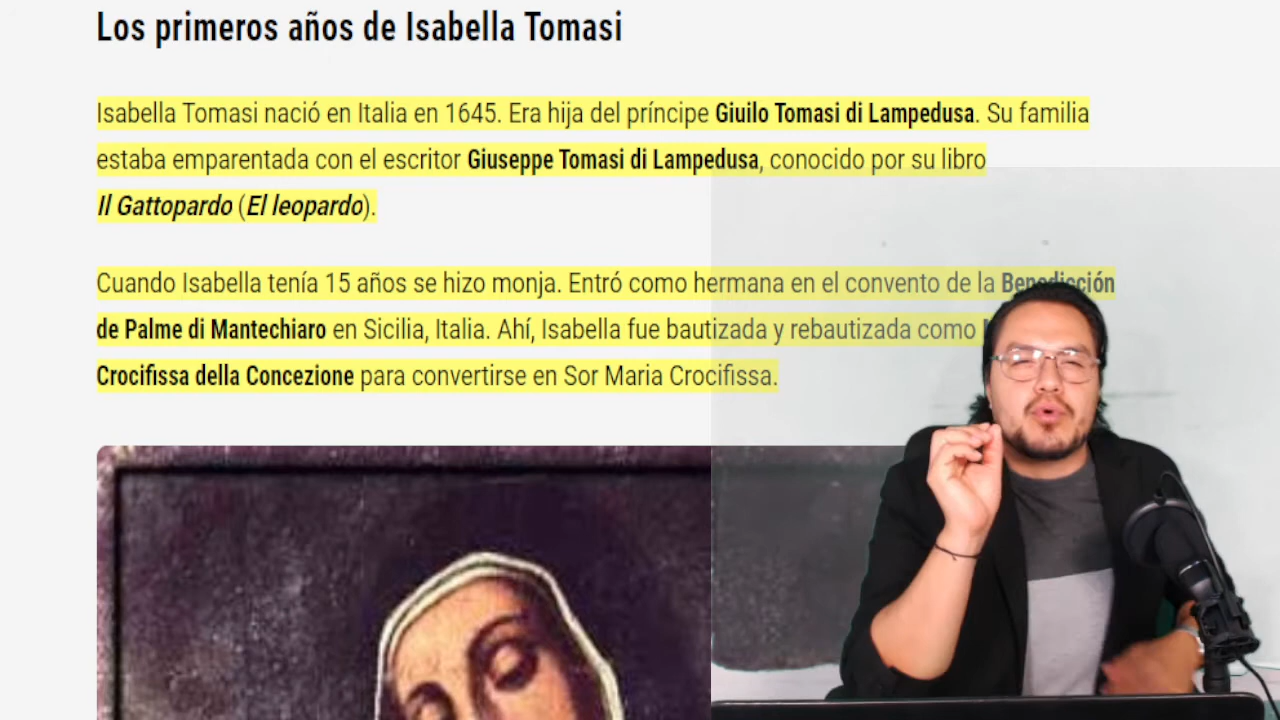 Los primeros años de Isabella Tomasi
Isabella Tomasi nació en Italia en 1645. Era hija del príncipe Giuilo Tomasi di Lampedusa. Su familia
estaba emparentada con el escritor Giuseppe Tomasi di Lampedusa, conocido por su libro
Il Gattopardo (El leopardo).
Cuando Isabella tenía 15 años se hizo monja. Entró como hermana en el convento de la Benedicción
de Palme di Mantechiaro en Sicilia, Italia. Ahí, Isabella fue bautizada y rebautizada como
Crocifissa della Concezione para convertirse en Sor Maria Crocifissa.